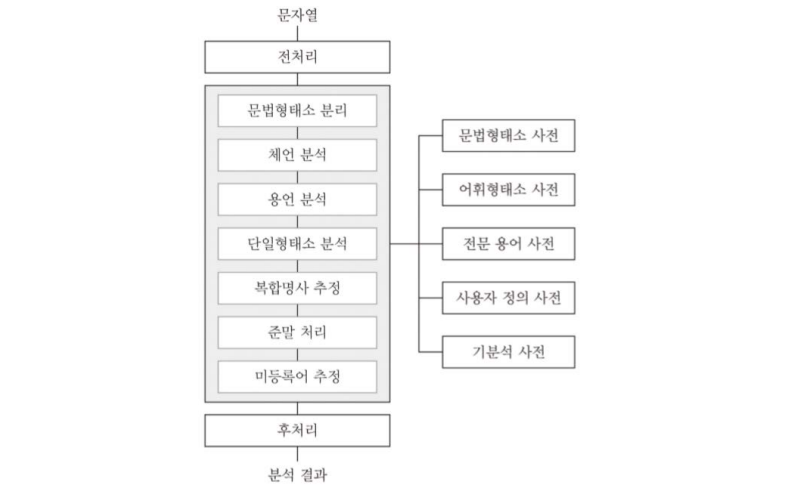 문자열
전처리
문법형태소 분리
체언 분석
용언 분석
단일형태소 분석
복합명사 추정
준말 처리
미등록어 추정
후처리
분석 결과
문법형태소 사전
어휘형태소 사전
전문 용어 사전
사용자 정의 사전
기분석 사전